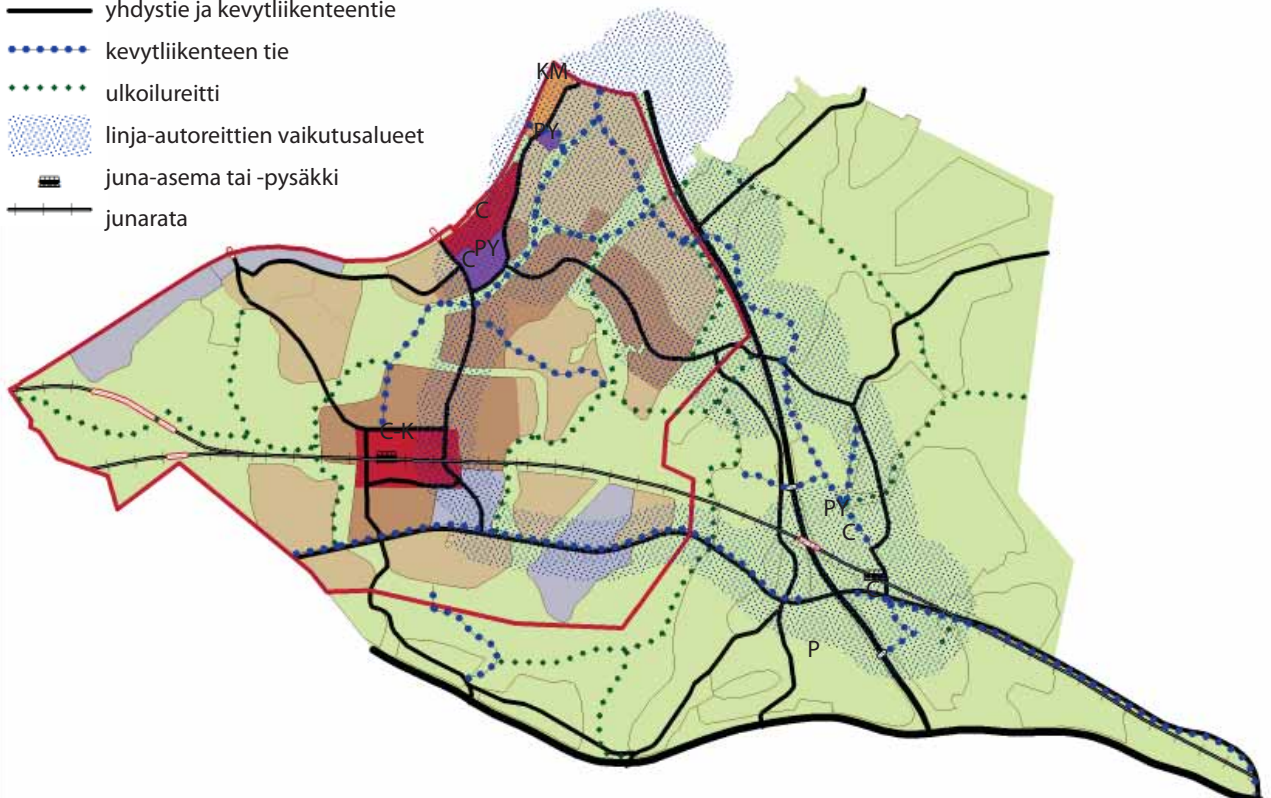 yhdystie ja kevytliikenteentie
kevytliikenteen tie
ulkoilureitti
linja-autoreittien vaikutusalueet
juna-asema tai -pysäkki
junarata
KM
PY
C
PY
C
C-K
PY
C
C
P